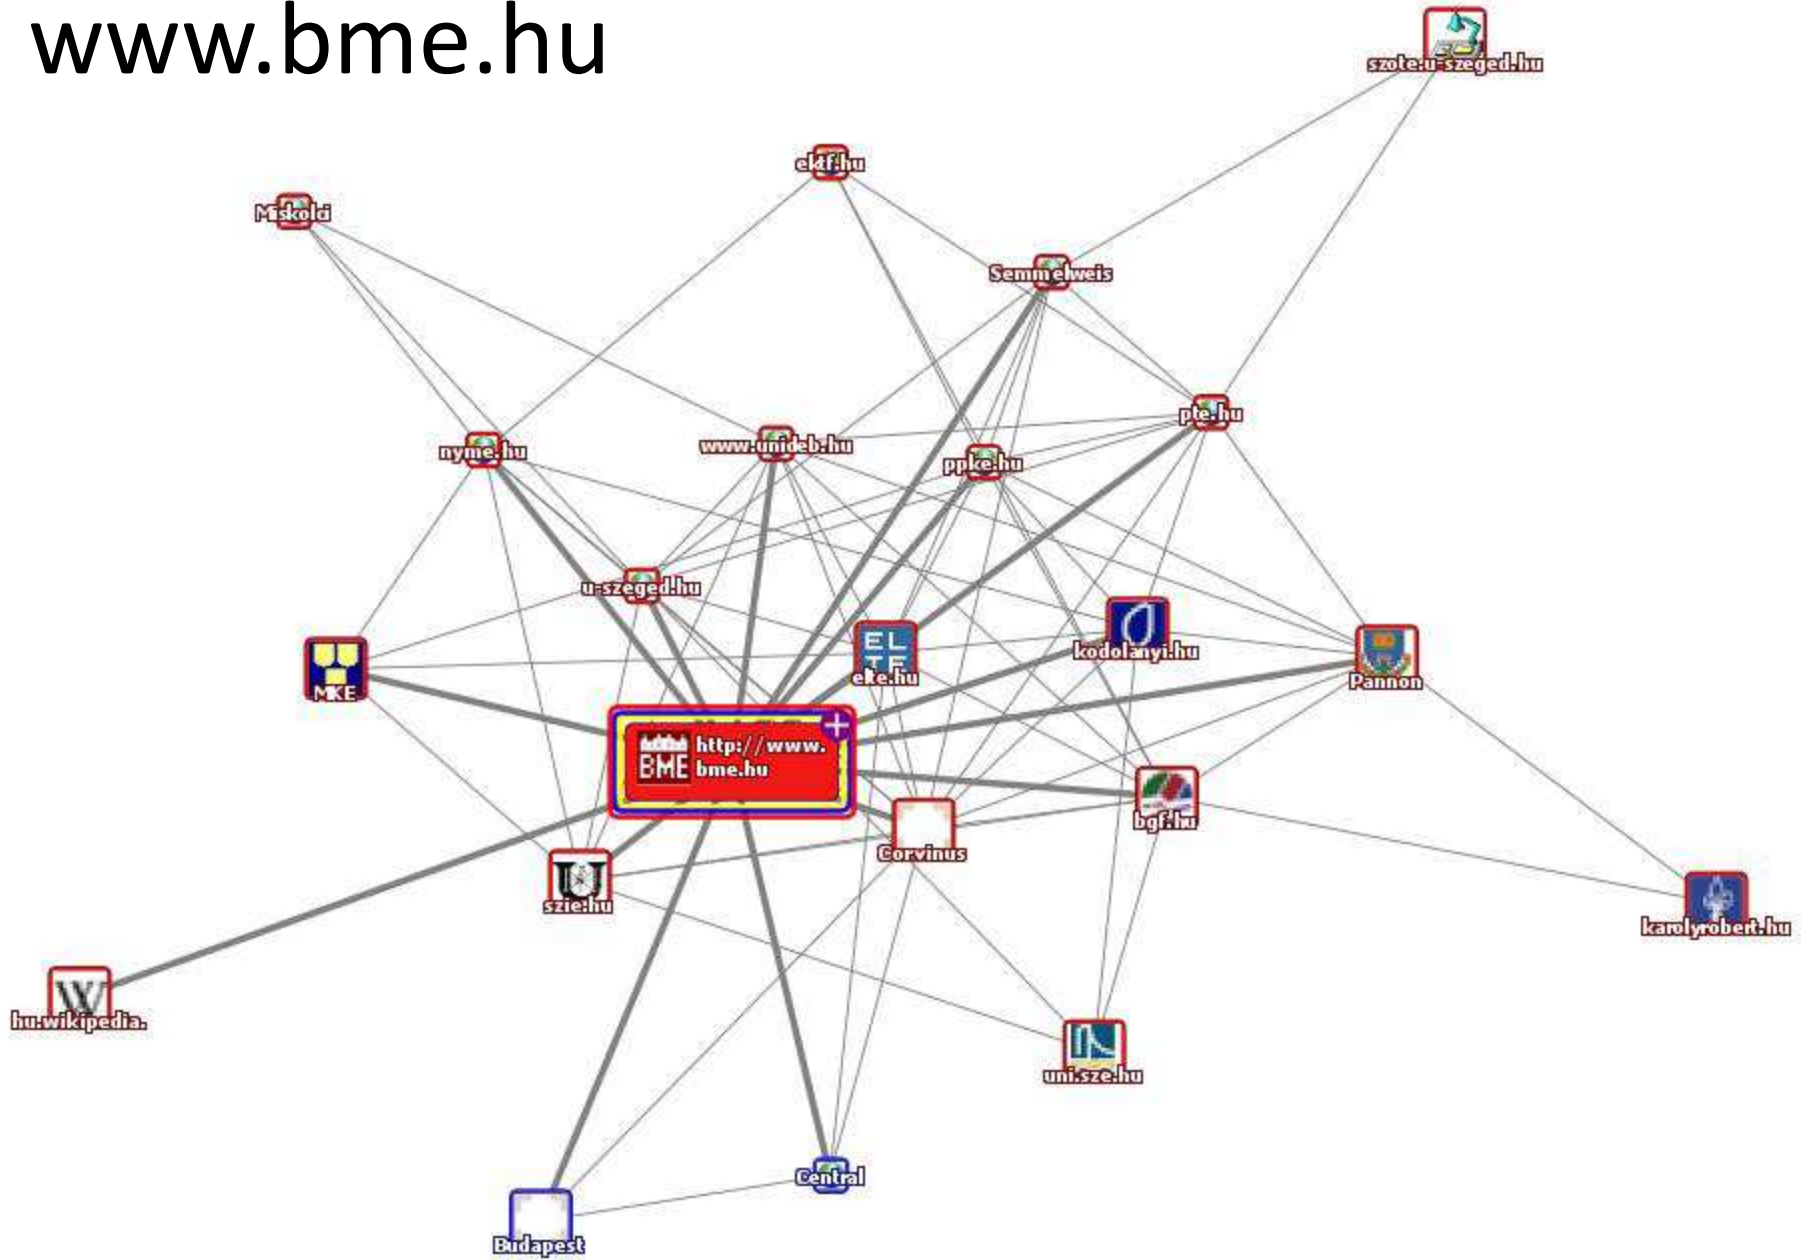 www.bme.hu
szote.u-szeged.hu
ektf.hu
Miskolci
Semmelweis
pte.hu
nyme.hu
www.unideb.hu
ppke.hu
u-szeged.hu
EL
TE
elte.hu
kodolanyi.hu
MKE
Pannon
http://www.
BME bme.hu
bgf.hu
Corvinus
szie.hu
karolyrobert.hu
W
hu.wikipedia.
uni.sze.hu
Central
Budapest